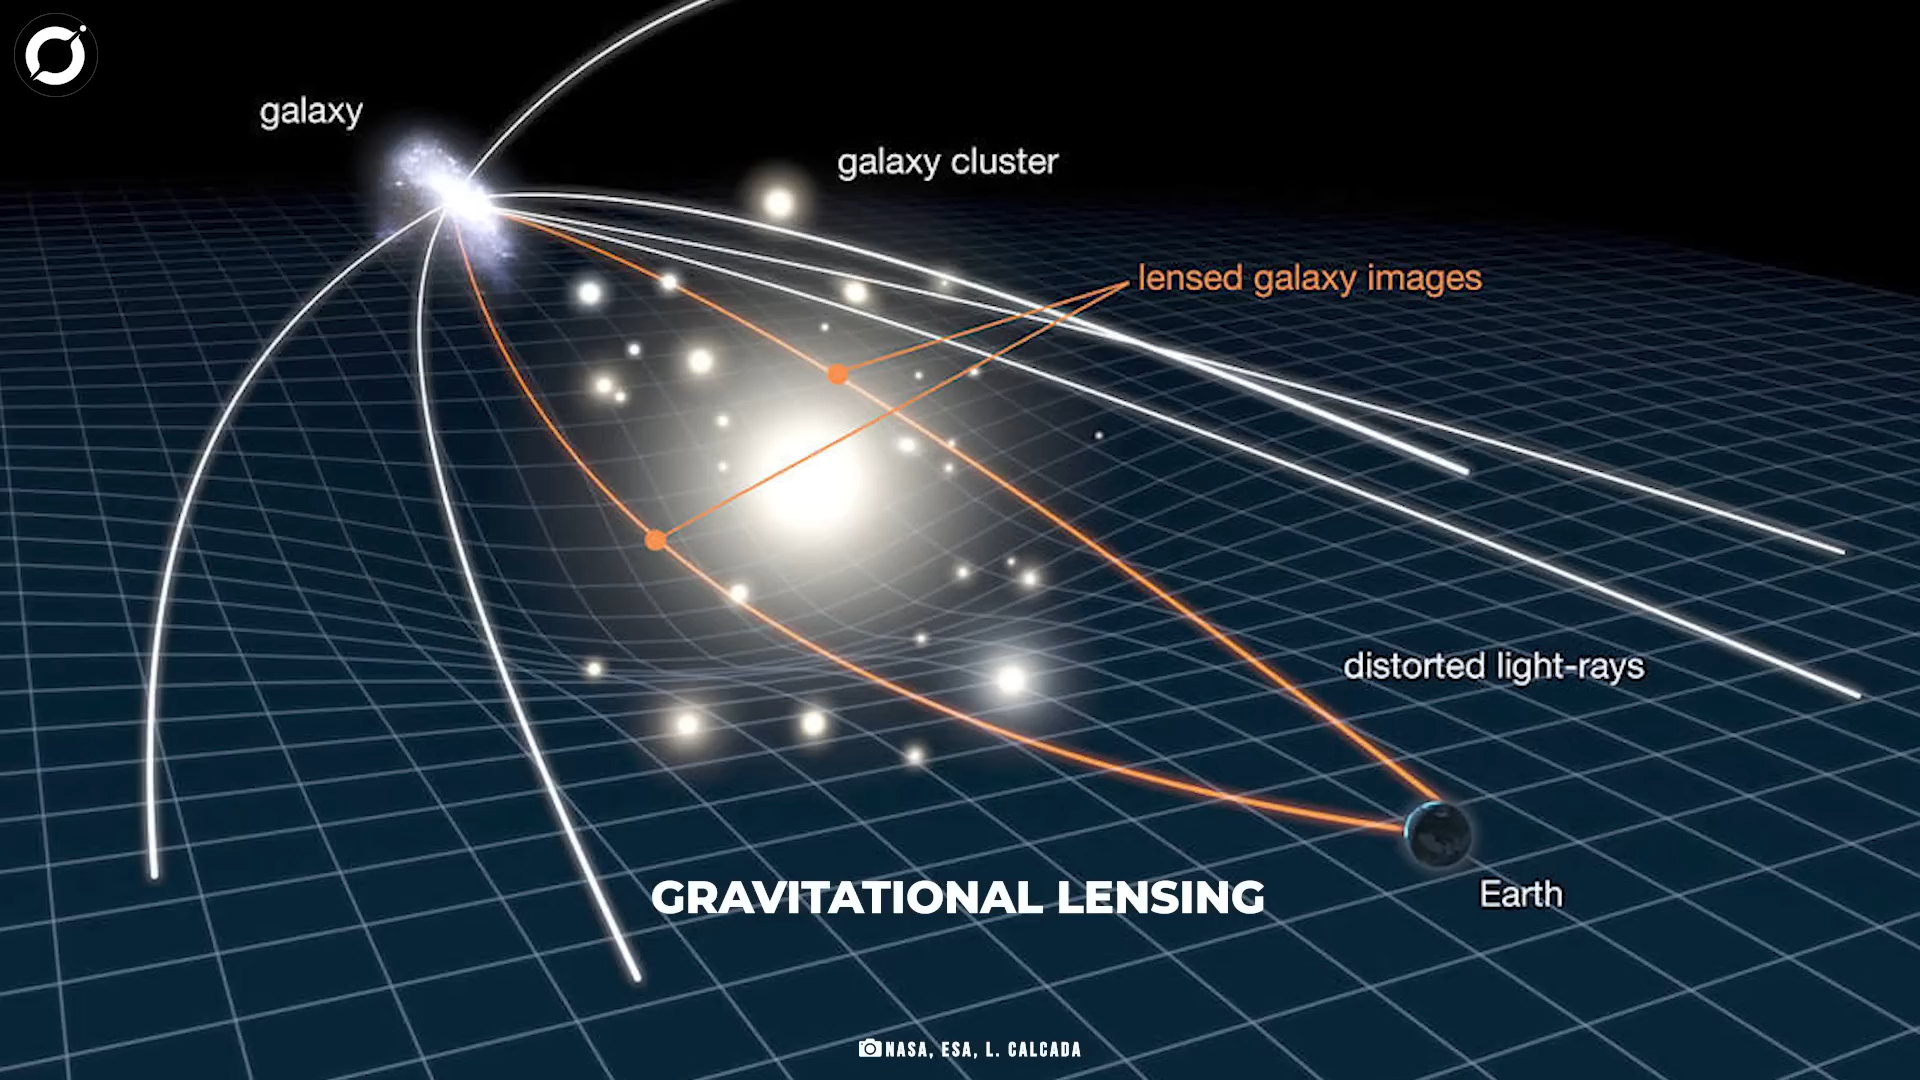 galaxy
galaxy cluster
lensed galaxy images
distorted light-rays
Earth
GRAVITATIONAL LENSING
NASA, ESA, L. CALCADA